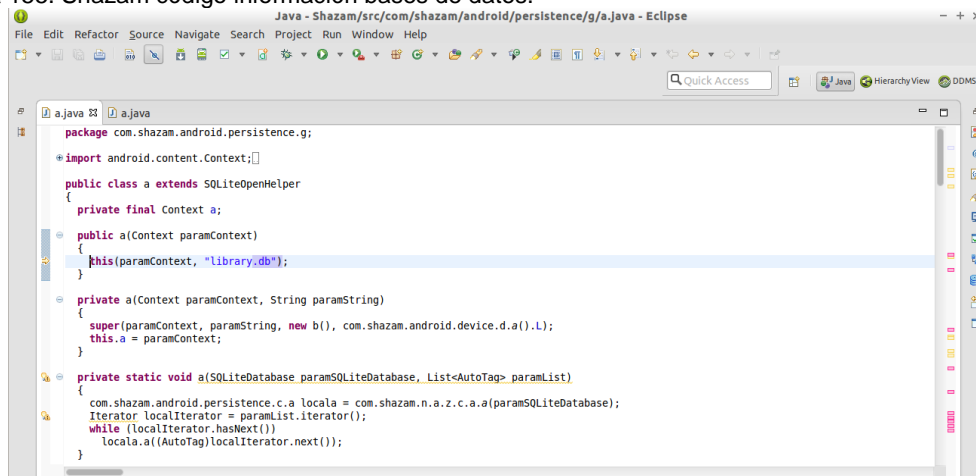 Shazam código información bases de datos.
Java - Shazam/src/com/shazam/android/persistence/g/a.java - Eclipse
File Edit Refactor Source Navigate Search Project Run Window Help
Quick Access Java Hierarchy View DDMS
a.java a.java
package com.shazam.android.persistence.g;
import android.content.Context;
public class a extends SQLiteOpenHelper
{
private final Context a;
public a(Context paramContext)
{
this(paramContext, "library.db");
}
private a(Context paramContext, String paramString)
{
super(paramContext, paramString, new b(), com.shazam.android.device.d.a().L);
this.a = paramContext;
}
private static void a(SQLiteDatabase paramSQLiteDatabase, List<AutoTag> paramList)
{
com.shazam.android.persistence.c.a locala = com.shazam.n.a.z.c.a.a(paramSQLiteDatabase);
Iterator localIterator = paramList.iterator();
while (localIterator.hasNext())
locala.a((AutoTag)localIterator.next());
}